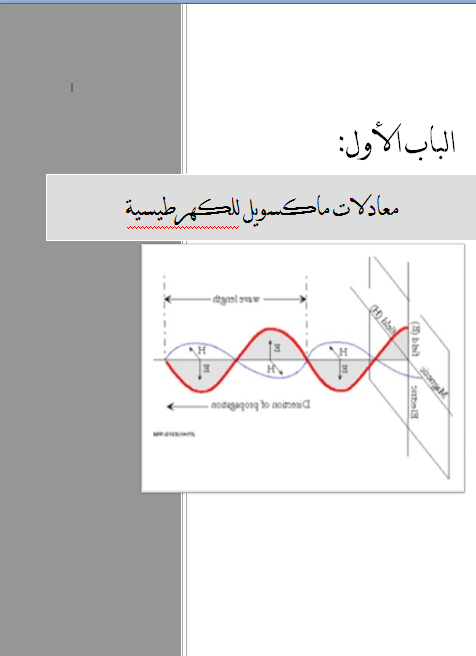 الباب الأول:
معادلات ماكسويل للكهرطيسية
wave length
Magnetic
field (H)
Electric
field (E)
H
E
E
H
H
E
Direction of propagation